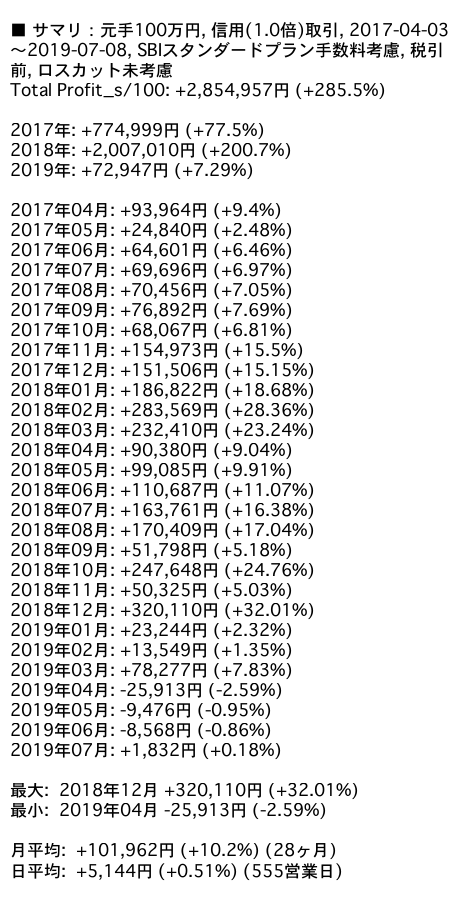 ■ サマリ：元手100万円, 信用(1.0倍)取引, 2017-04-03
～2019-07-08, SBIスタンダードプラン手数料考慮, 税引
前, ロスカット未考慮
Total Profit_s/100: +2,854,957円 (+285.5%)
2017年: +774,999円 (+77.5%)
2018年: +2,007,010円 (+200.7%)
2019年: +72,947円 (+7.29%)
2017年04月: +93,964円 (+9.4%)
2017年05月: +24,840円 (+2.48%)
2017年06月: +64,601円 (+6.46%)
2017年07月: +69,696円 (+6.97%)
2017年08月: +70,456円 (+7.05%)
2017年09月: +76,892円 (+7.69%)
2017年10月: +68,067円 (+6.81%)
2017年11月: +154,973円 (+15.5%)
2017年12月: +151,506円 (+15.15%)
2018年01月: +186,822円 (+18.68%)
2018年02月: +283,569円 (+28.36%)
2018年03月: +232,410円 (+23.24%)
2018年04月: +90,380円 (+9.04%)
2018年05月: +99,085円 (+9.91%)
2018年06月: +110,687円 (+11.07%)
2018年07月: +163,761円 (+16.38%)
2018年08月: +170,409円 (+17.04%)
2018年09月: +51,798円 (+5.18%)
2018年10月: +247,648円 (+24.76%)
2018年11月: +50,325円 (+5.03%)
2018年12月: +320,110円 (+32.01%)
2019年01月: +23,244円 (+2.32%)
2019年02月: +13,549円 (+1.35%)
2019年03月: +78,277円 (+7.83%)
2019年04月: -25,913円 (-2.59%)
2019年05月: -9,476円 (-0.95%)
2019年06月: -8,568円 (-0.86%)
2019年07月: +1,832円 (+0.18%)
最大: 2018年12月 +320,110円 (+32.01%)
最小: 2019年04月 -25,913円 (-2.59%)
月平均: +101,962円 (+10.2%) (28ヶ月)
日平均: +5,144円 (+0.51%) (555営業日)